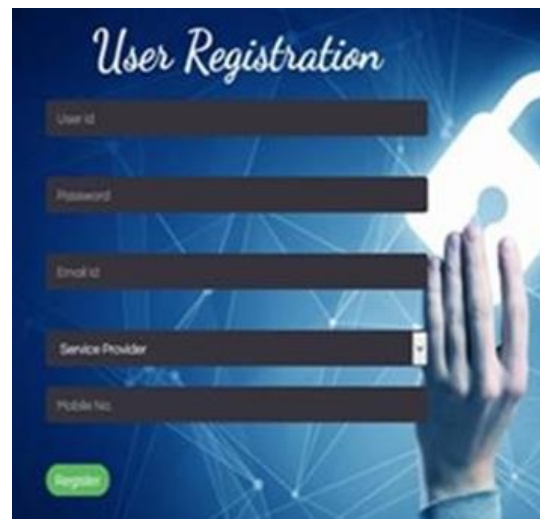 User Registration
User Id
Password
Email Id
Service Provider
Mobile No.
Register